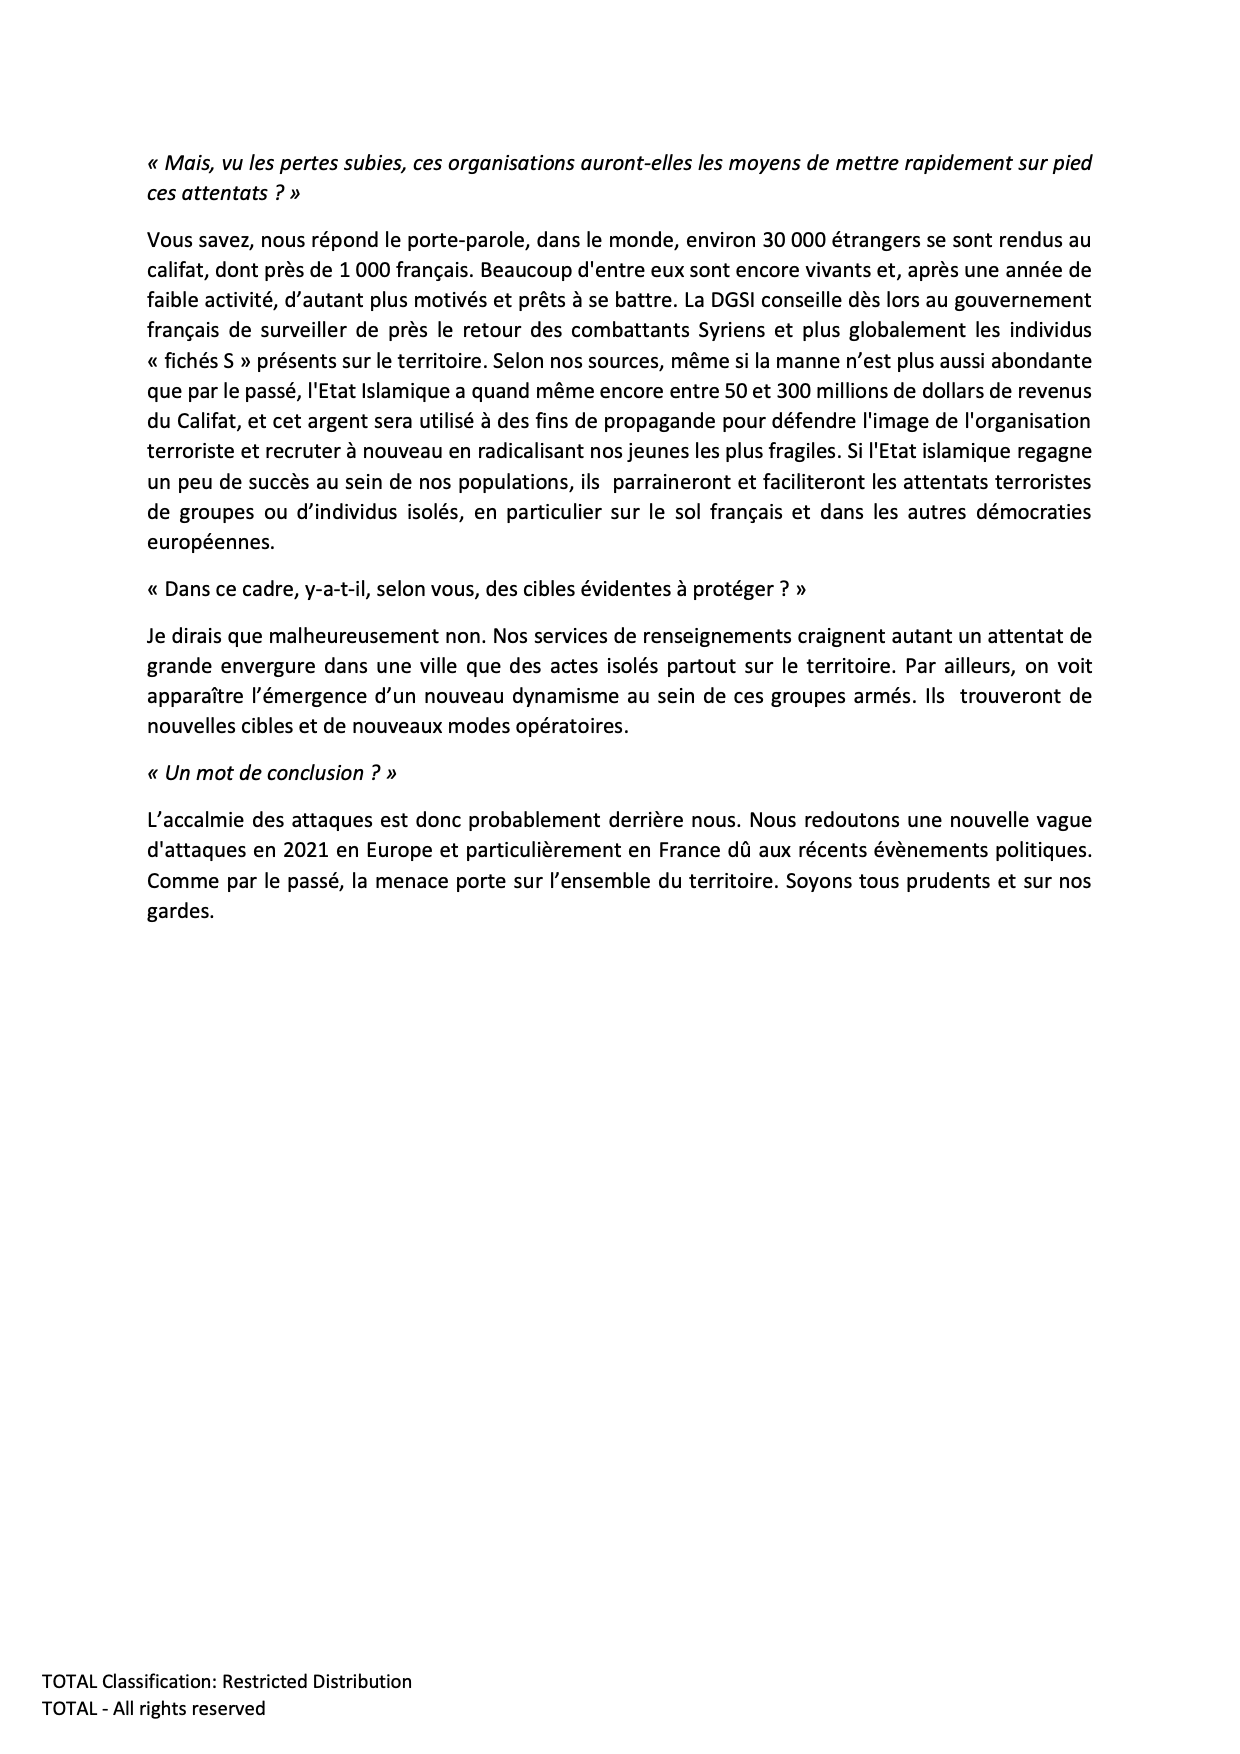 « Mais, vu les pertes subies, ces organisations auront-elles les moyens de mettre rapidement sur pied
ces attentats ? »
Vous savez, nous répond le porte-parole, dans le monde, environ 30 000 étrangers se sont rendus au
califat, dont près de 1 000 français. Beaucoup d'entre eux sont encore vivants et, après une année de
faible activité, d’autant plus motivés et prêts à se battre. La DGSI conseille dès lors au gouvernement
français de surveiller de près le retour des combattants Syriens et plus globalement les individus
« fichés S » présents sur le territoire. Selon nos sources, même si la manne n’est plus aussi abondante
que par le passé, l'Etat Islamique a quand même encore entre 50 et 300 millions de dollars de revenus
du Califat, et cet argent sera utilisé à des fins de propagande pour défendre l'image de l'organisation
terroriste et recruter à nouveau en radicalisant nos jeunes les plus fragiles. Si l'Etat islamique regagne
un peu de succès au sein de nos populations, ils  parraineront et faciliteront les attentats terroristes
de groupes ou d’individus isolés, en particulier sur le sol français et dans les autres démocraties
européennes.
« Dans ce cadre, y-a-t-il, selon vous, des cibles évidentes à protéger ? »
Je dirais que malheureusement non. Nos services de renseignements craignent autant un attentat de
grande envergure dans une ville que des actes isolés partout sur le territoire. Par ailleurs, on voit
apparaître l’émergence d’un nouveau dynamisme au sein de ces groupes armés. Ils  trouveront de
nouvelles cibles et de nouveaux modes opératoires.
« Un mot de conclusion ? »
L’accalmie des attaques est donc probablement derrière nous. Nous redoutons une nouvelle vague
d'attaques en 2021 en Europe et particulièrement en France dû aux récents évènements politiques.
Comme par le passé, la menace porte sur l’ensemble du territoire. Soyons tous prudents et sur nos
gardes.
TOTAL Classification: Restricted Distribution
TOTAL - All rights reserved